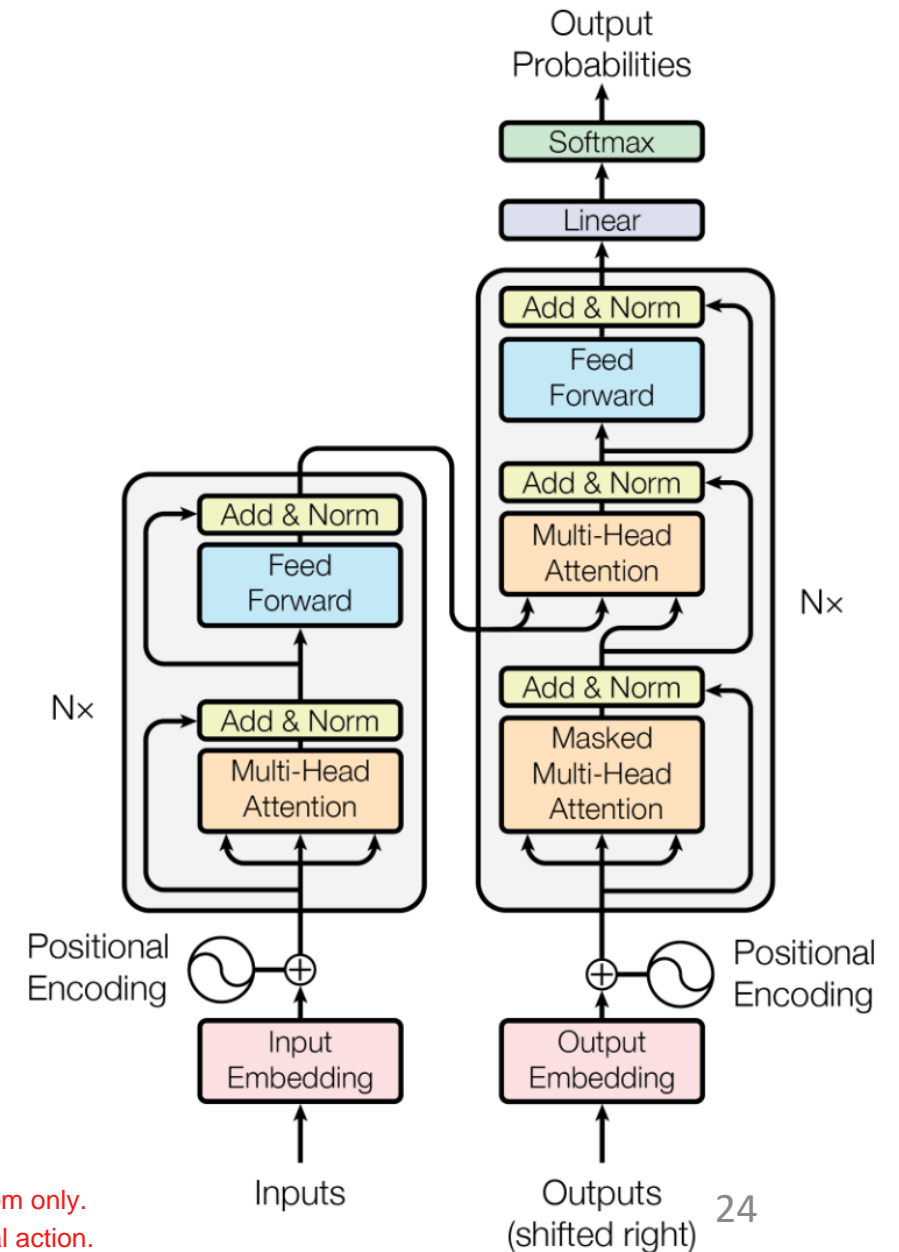 Output
Probabilities
Softmax
Linear
Add & Norm
Feed
Forward
Add & Norm
Multi-Head
Attention
Add & Norm
Masked
Multi-Head
Attention
N×
Add & Norm
Feed
Forward
Add & Norm
Multi-Head
Attention
N×
Positional
Encoding
Positional
Encoding
Input
Embedding
Output
Embedding
Inputs
Outputs
(shifted right)
24
only.
action.